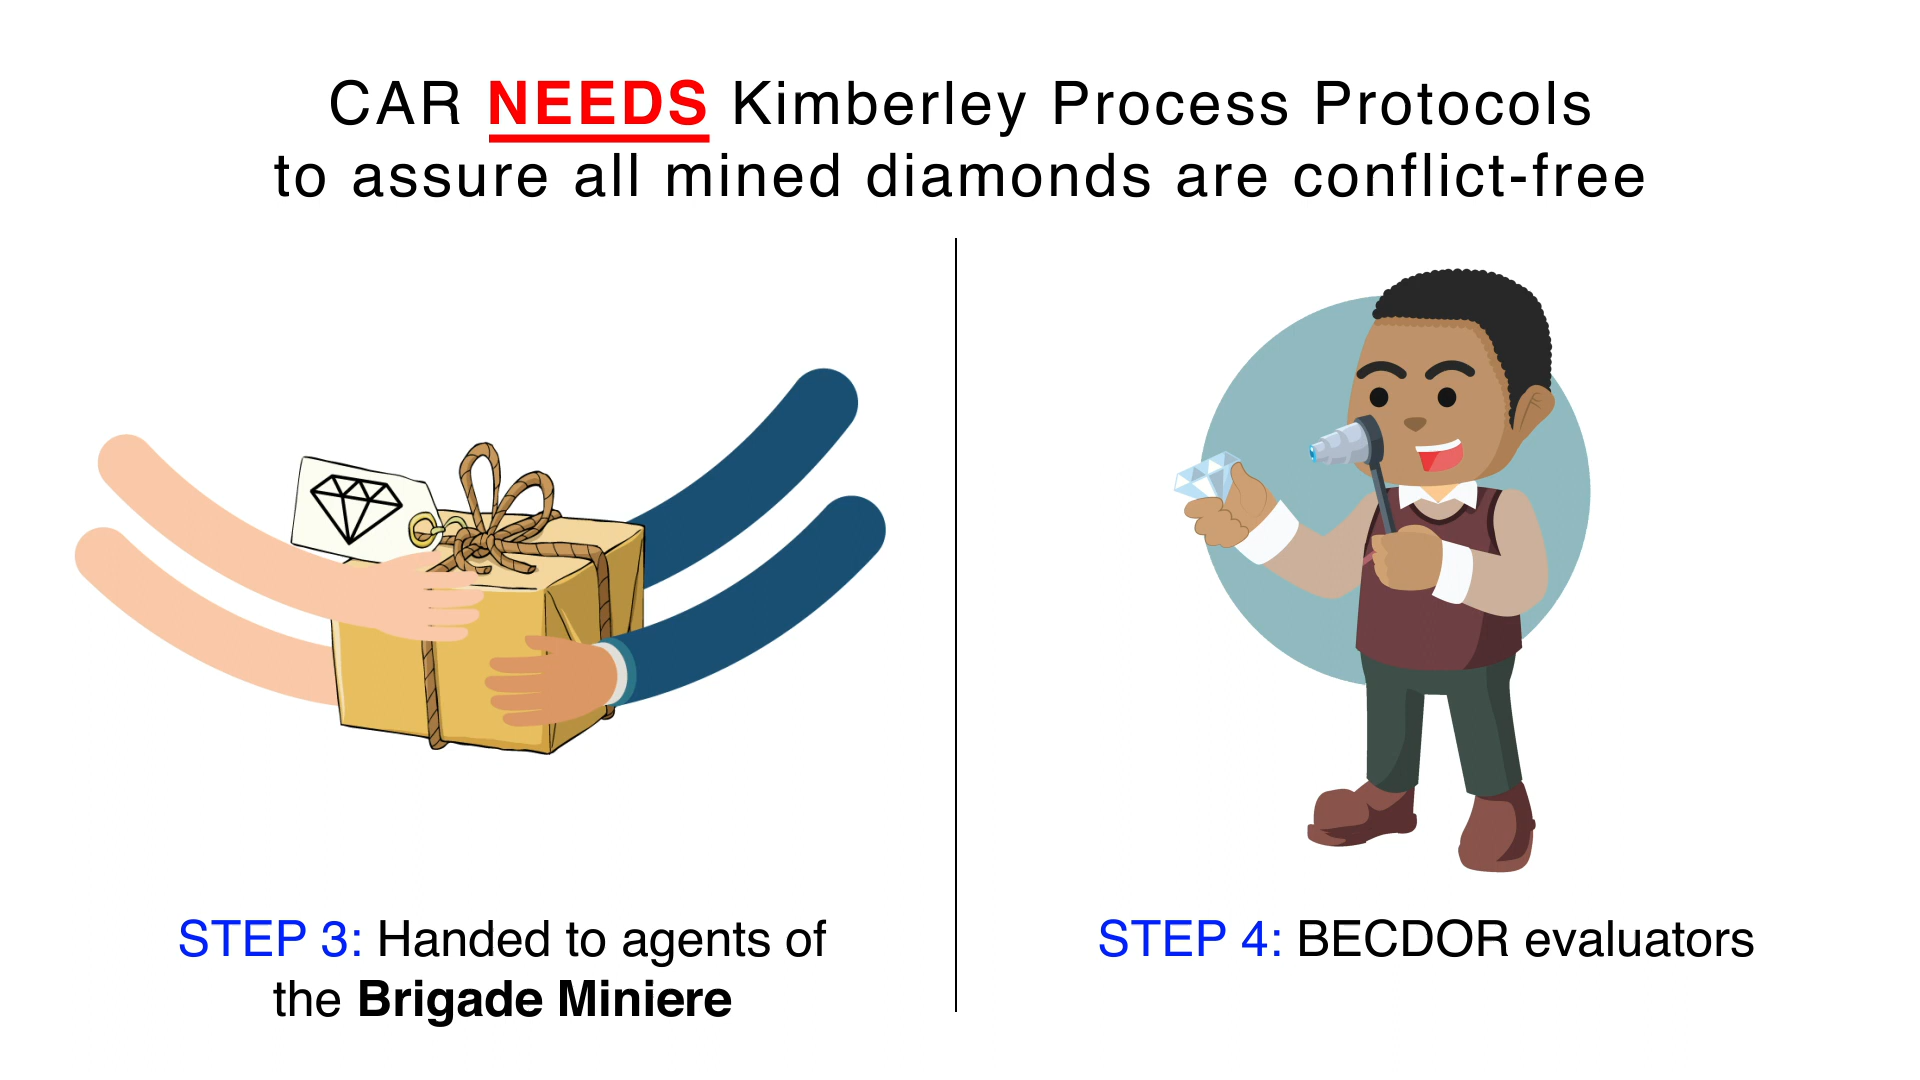 CAR NEEDS Kimberley Process Protocols
to assure all mined diamonds are conflict-free
STEP 3: Handed to agents of
the Brigade Miniere
STEP 4: BECDOR evaluators